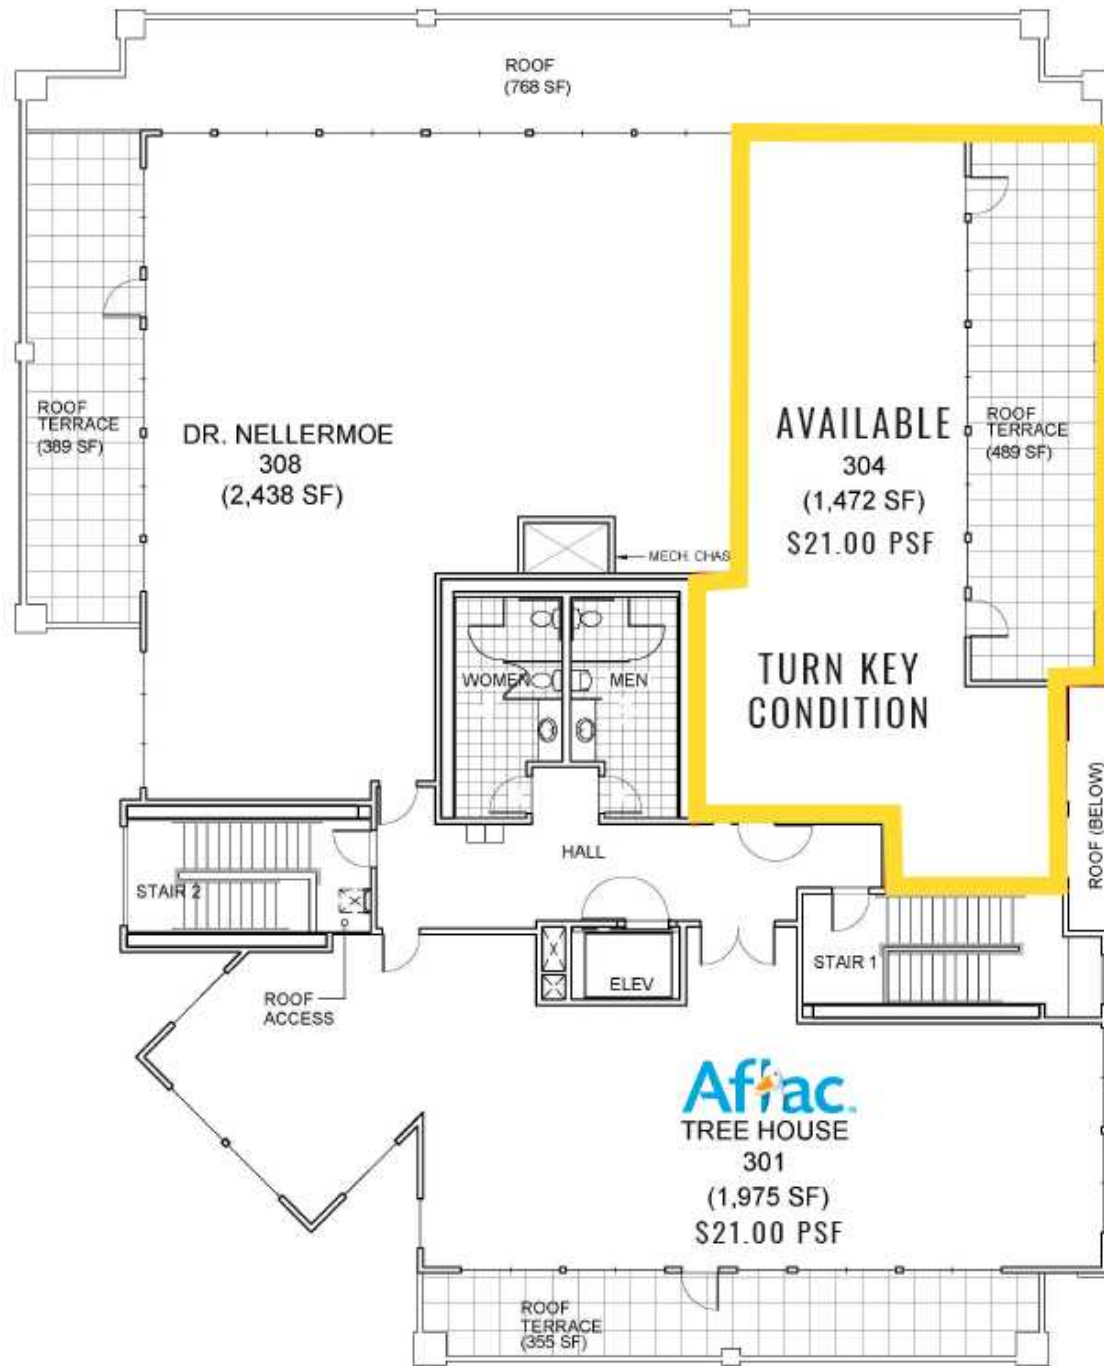 ROOF
(768 SF)
ROOF
TERRACE
(389 SF)
DR. NELLERMOE
308
(2,438 SF)
AVAILABLE
304
(1,472 SF)
$21.00 PSF
ROOF
TERRACE
(489 SF)
MECH. CHAS
TURN KEY
CONDITION
WOMEN
MEN
ROOF (BELOW)
HALL
STAIR 2
X
ROOF
ACCESS
X
ELEV
STAIR 1
Aflac
TREE HOUSE
301
(1,975 SF)
$21.00 PSF
ROOF
TERRACE
(355 SF)